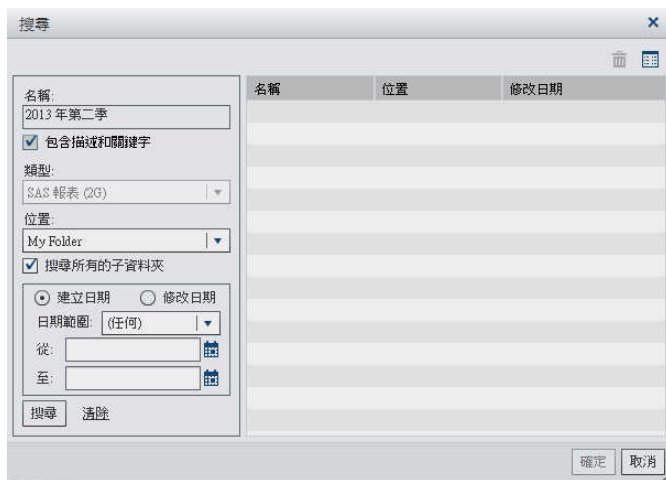 搜尋
名稱:
2013 年第二季
包含描述和關鍵字
類型:
SAS 報表 (2G)
位置:
My Folder
搜尋所有的子資料夾
建立日期 修改日期
日期範圍: (任何)
從:
至:
搜尋 清除
名稱 位置 修改日期
確定 取消